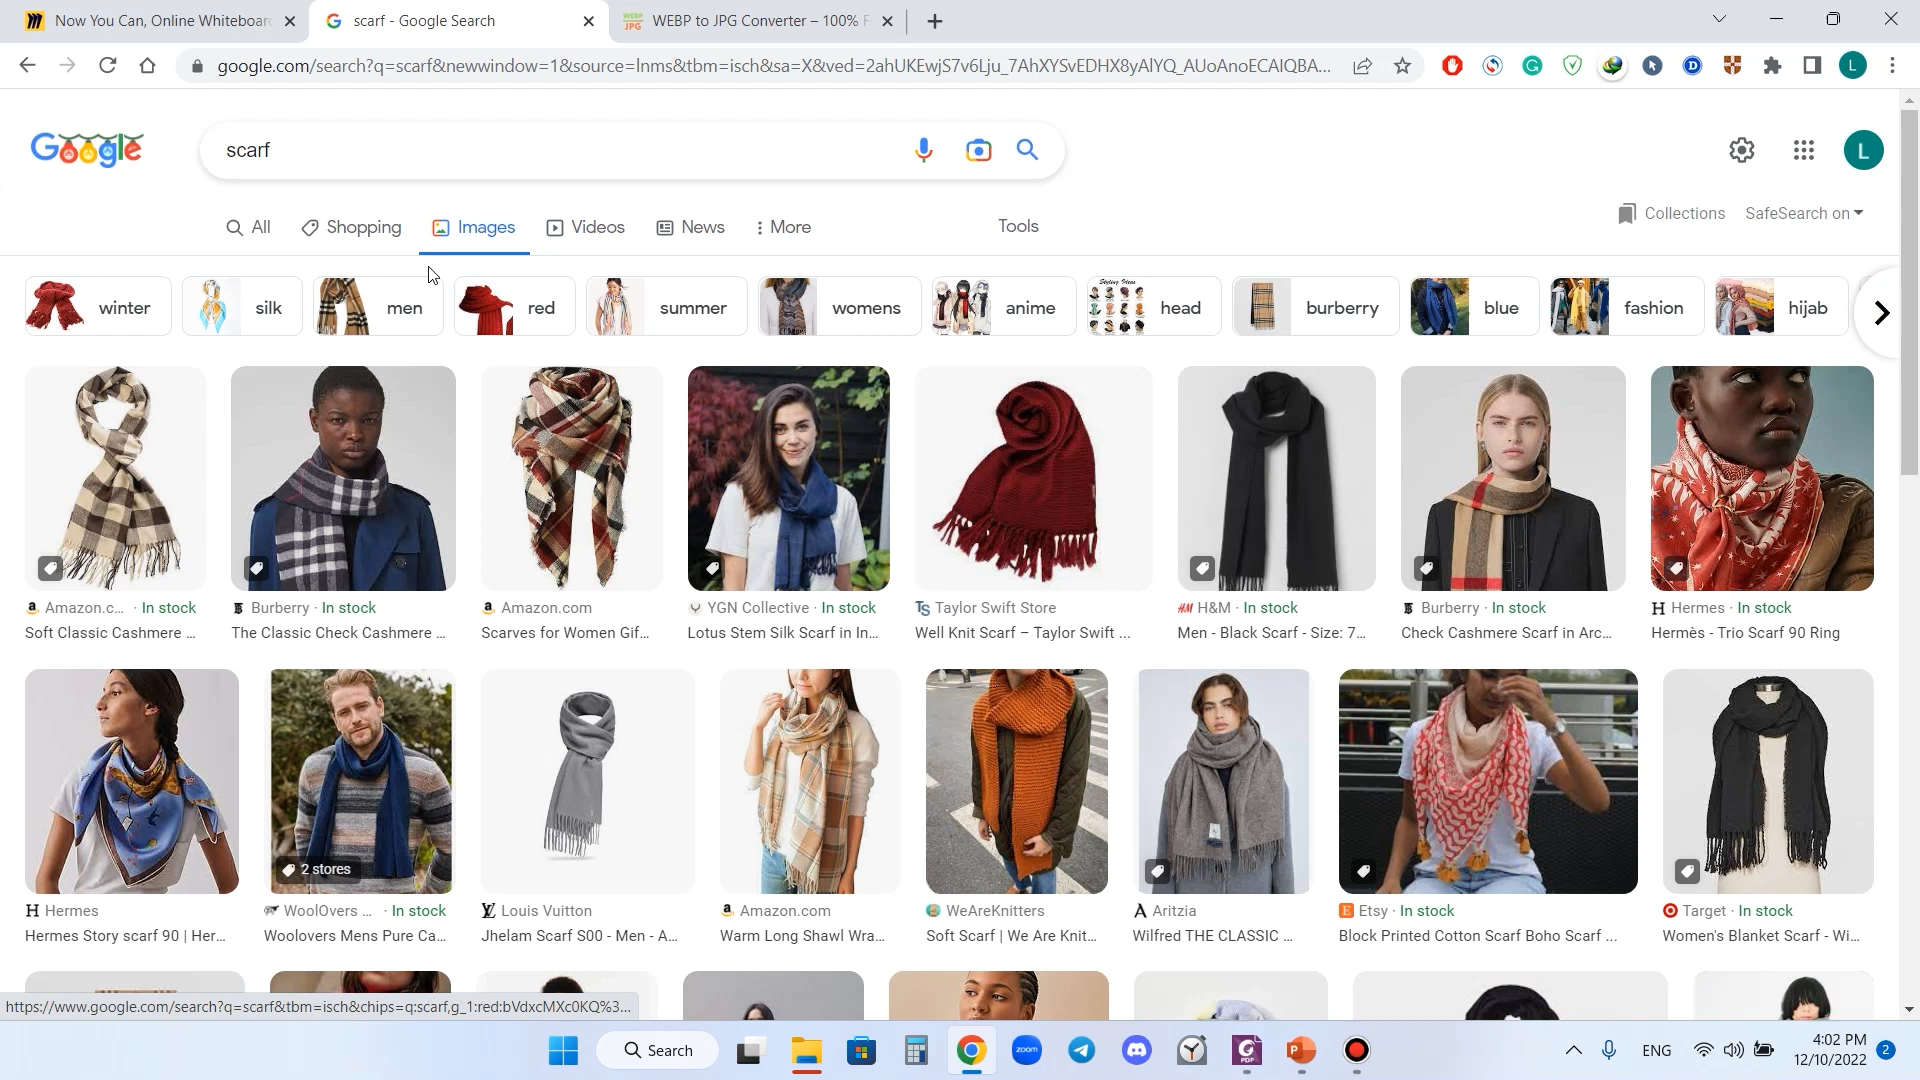 Now You Can, Online Whiteboar
scarf - Google Search
WEBP to JPG Converter – 100% F
google.com/search?q=scarf&newwindow=1&source=lnms&tbm=isch&sa=X&ved=2ahUKEwjS7v6Lju_7AhXYSvEDHX8yAlYQ_AUoAnoECAIQBA...
L
Google
scarf
L
All
Shopping
Images
Videos
News
More
Tools
Collections
SafeSearch on
winter
silk
men
red
summer
womens
anime
head
burberry
blue
fashion
hijab
Amazon.c... · In stock
Soft Classic Cashmere ...
Burberry · In stock
The Classic Check Cashmere ...
Amazon.com
Scarves for Women Gif...
YGN Collective · In stock
Lotus Stem Silk Scarf in In...
TS Taylor Swift Store
Well Knit Scarf – Taylor Swift ...
H&M · In stock
Men - Black Scarf - Size: 7...
Burberry · In stock
Check Cashmere Scarf in Arc...
Hermes · In stock
Hermès - Trio Scarf 90 Ring
2 stores
Hermes
Hermes Story scarf 90 | Her...
WoolOvers ... · In stock
Woolovers Mens Pure Ca...
Louis Vuitton
Jhelam Scarf S00 - Men - A...
Amazon.com
Warm Long Shawl Wra...
WeAreKnitters
Soft Scarf | We Are Knit...
Aritzia
Wilfred THE CLASSIC ...
Etsy · In stock
Block Printed Cotton Scarf Boho Scarf ...
Target · In stock
Women's Blanket Scarf - Wi...
https://www.google.com/search?q=scarf&tbm=isch&chips=q:scarf,g_1:red:bVdxcMXc0KQ%3...
Search
zoom
ENG
4:02 PM
12/10/2022
2